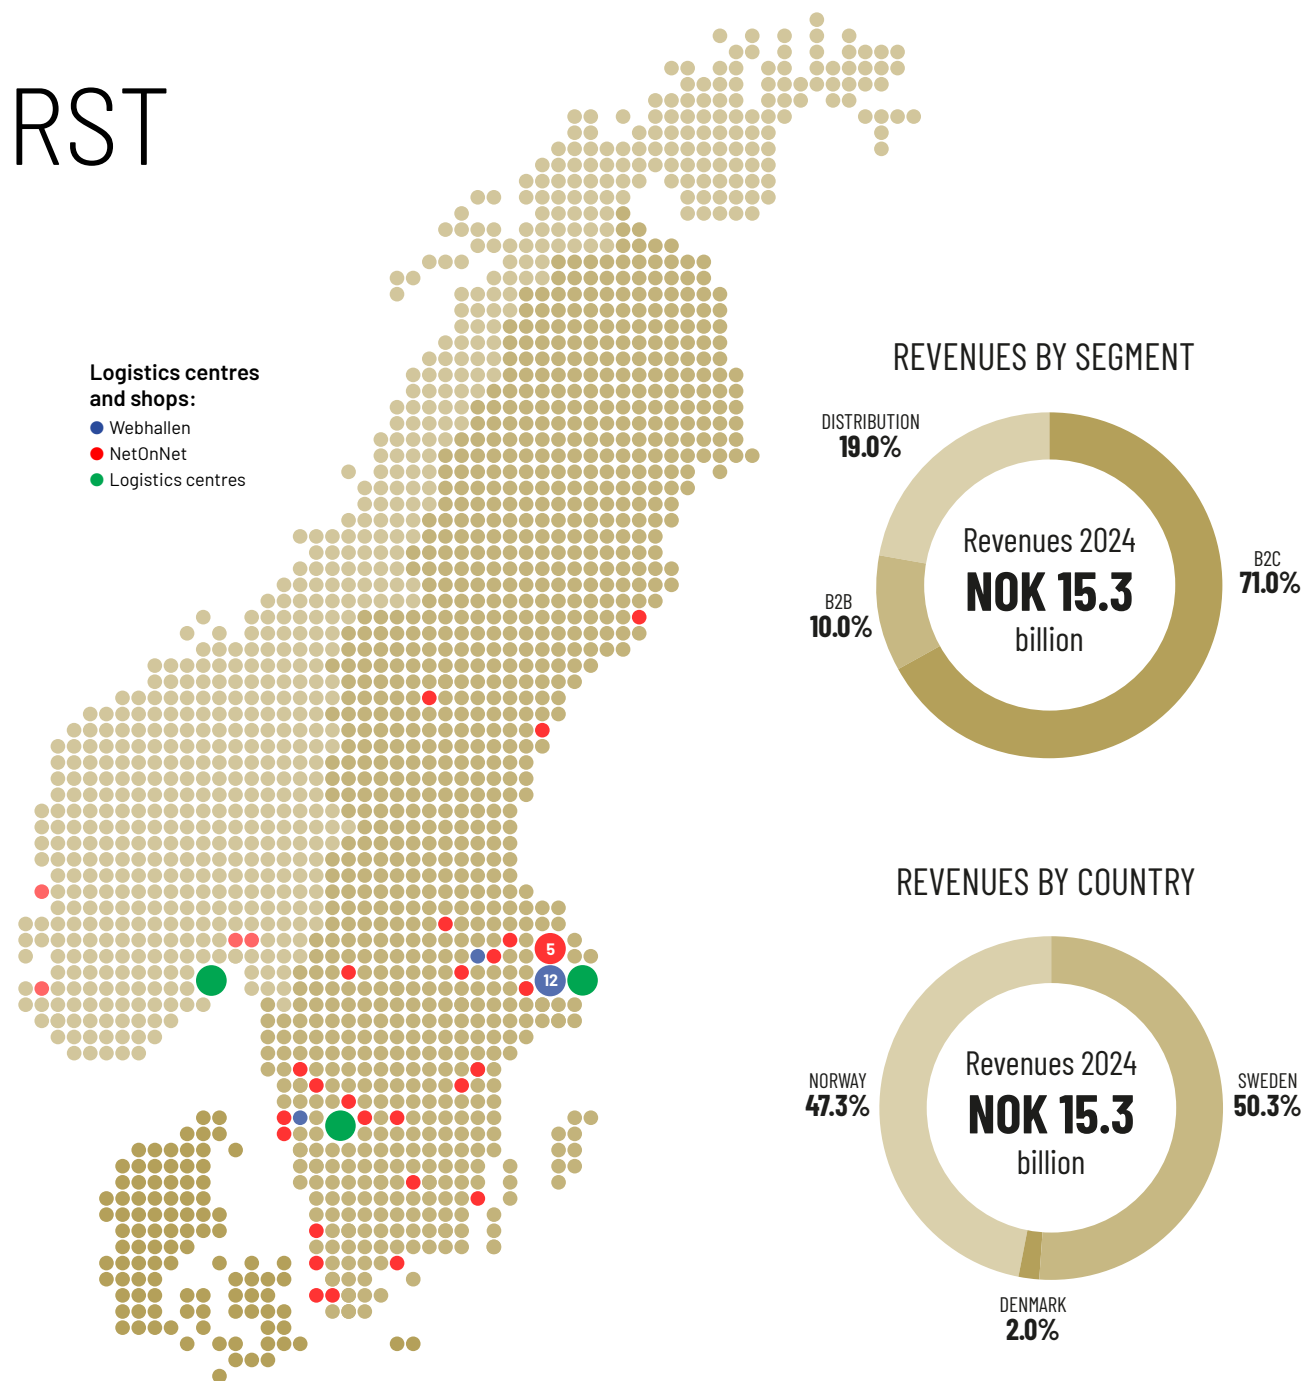 RST
Logistics centres
and shops:
Webhallen
NetOnNet
Logistics centres
5
12
REVENUES BY SEGMENT
DISTRIBUTION
19.0%
B2B
10.0%
Revenues 2024
NOK 15.3
billion
B2C
71.0%
REVENUES BY COUNTRY
NORWAY
47.3%
Revenues 2024
NOK 15.3
billion
SWEDEN
50.3%
DENMARK
2.0%